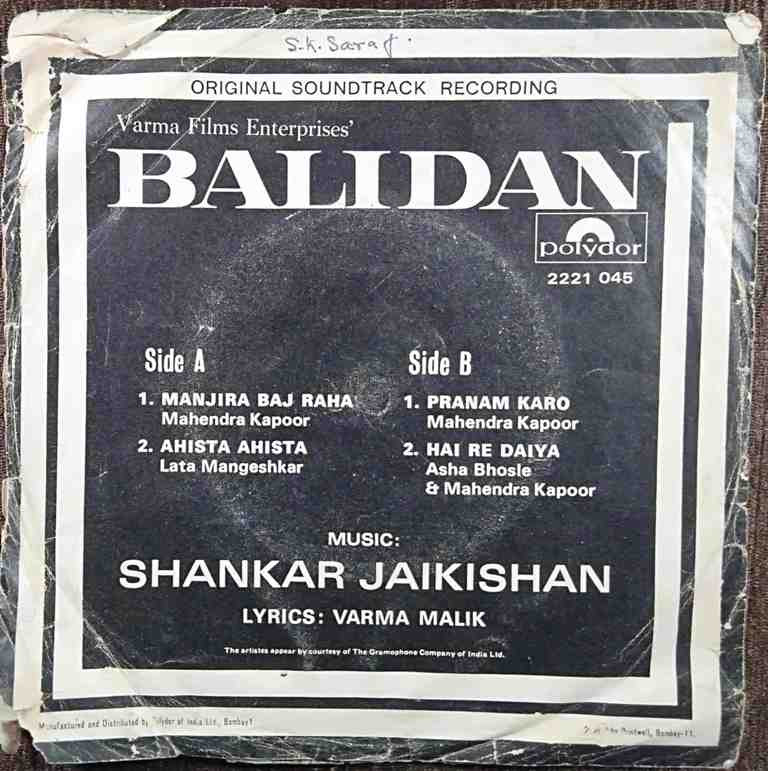 S.K. Saraf.
ORIGINAL SOUNDTRACK RECORDING
Varma Films Enterprises'
BALIDAN
polydor
2221 045
Side A
1. MANJIRA BAJ RAHA
Mahendra Kapoor
2. AHISTA AHISTA
Lata Mangeshkar
Side B
1. PRANAM KARO
Mahendra Kapoor
2. HAI RE DAIYA
Asha Bhosle
& Mahendra Kapoor
MUSIC:
SHANKAR JAIKISHAN
LYRICS: VARMA MALIK
The artistes appear by courtesy of The Gramophone Company of India Ltd.
Manufactured and Distributed by Polydor of India Ltd., Bombay
Printwell, Bombay-11.